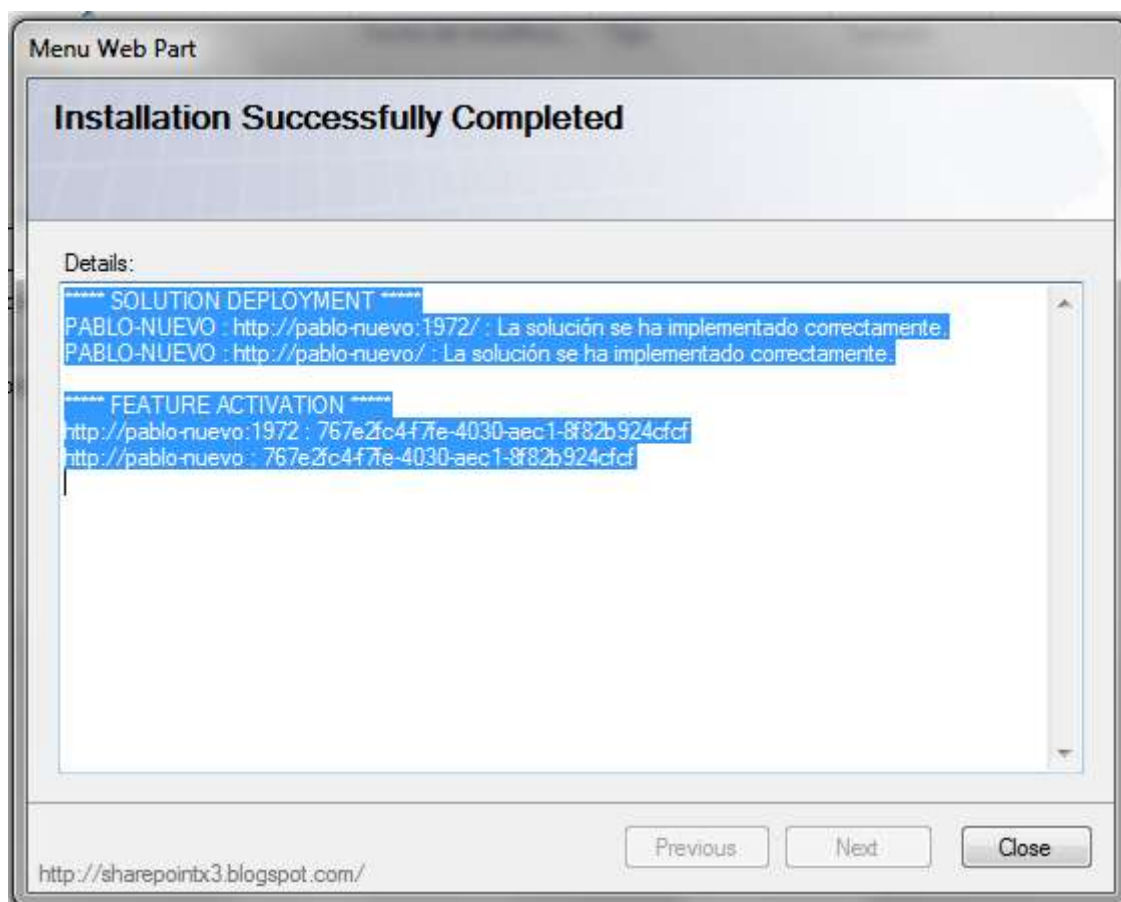 Menu Web Part
Installation Successfully Completed
Details:
***** SOLUTION DEPLOYMENT *****
PABLO-NUEVO : http://pablo-nuevo:1972/ : La solución se ha implementado correctamente.
PABLO-NUEVO : http://pablo-nuevo/ : La solución se ha implementado correctamente.
***** FEATURE ACTIVATION *****
http://pablo-nuevo:1972 : 767e2fc4-f7fe-4030-aec1-8f82b924cfcf
http://pablo-nuevo : 767e2fc4-f7fe-4030-aec1-8f82b924cfcf
Previous
Next
Close
http://sharepointx3.blogspot.com/